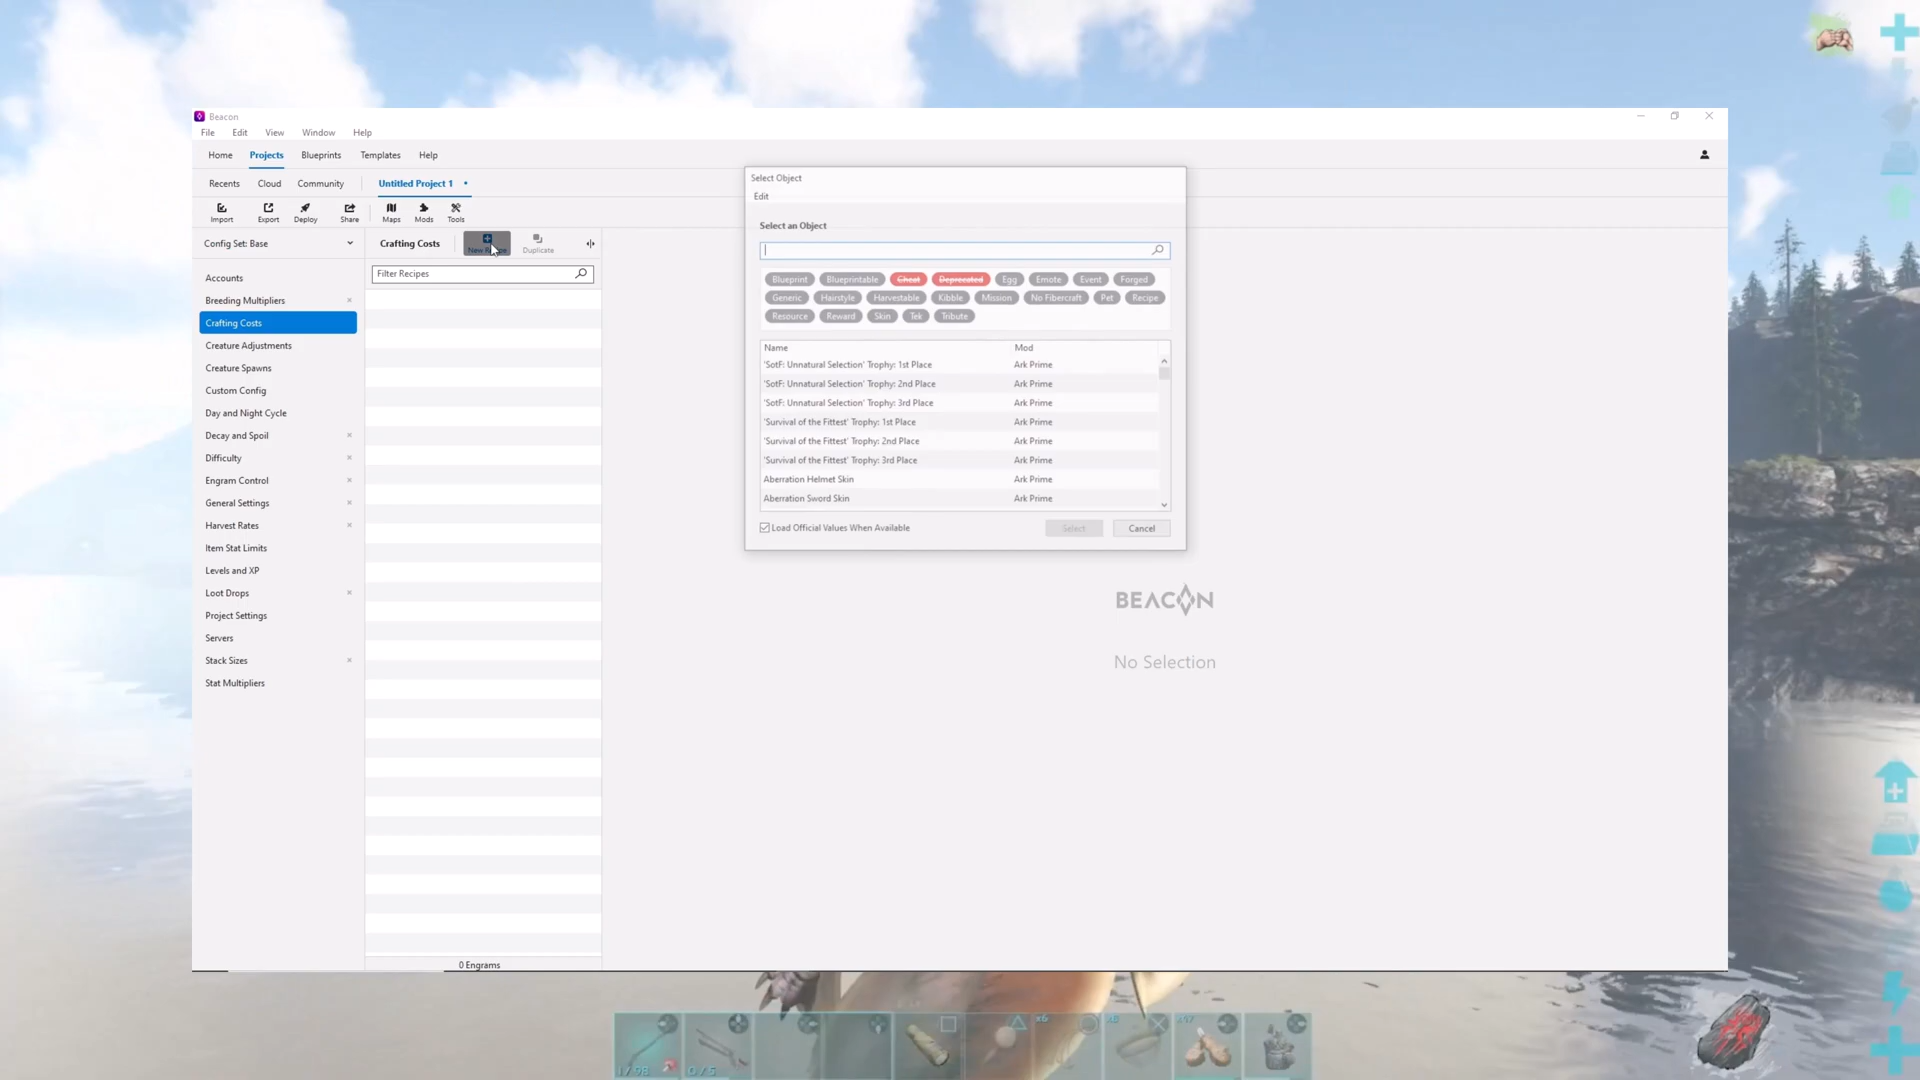 Beacon
File Edit View Window Help
Home Projects Blueprints Templates Help
Recents Cloud Community Untitled Project 1 •
Import Export Deploy Share Maps Mods Tools
Config Set: Base
Accounts
Breeding Multipliers
Crafting Costs
Creature Adjustments
Creature Spawns
Custom Config
Day and Night Cycle
Decay and Spoil
Difficulty
Engram Control
General Settings
Harvest Rates
Item Stat Limits
Levels and XP
Loot Drops
Project Settings
Servers
Stack Sizes
Stat Multipliers
Crafting Costs New Recipe Duplicate
Filter Recipes
0 Engrams
Select Object
Edit
Select an Object
Blueprint Blueprintable Cheat Deprecated Egg Emote Event Forged
Generic Hairstyle Harvestable Kibble Mission No Fibercraft Pet Recipe
Resource Reward Skin Tek Tribute
Name Mod
'SotF: Unnatural Selection' Trophy: 1st Place Ark Prime
'SotF: Unnatural Selection' Trophy: 2nd Place Ark Prime
'SotF: Unnatural Selection' Trophy: 3rd Place Ark Prime
'Survival of the Fittest' Trophy: 1st Place Ark Prime
'Survival of the Fittest' Trophy: 2nd Place Ark Prime
'Survival of the Fittest' Trophy: 3rd Place Ark Prime
Aberration Helmet Skin Ark Prime
Aberration Sword Skin Ark Prime
Load Official Values When Available Select Cancel
BEACON
No Selection
1/98 0/5 x6 x8 x97